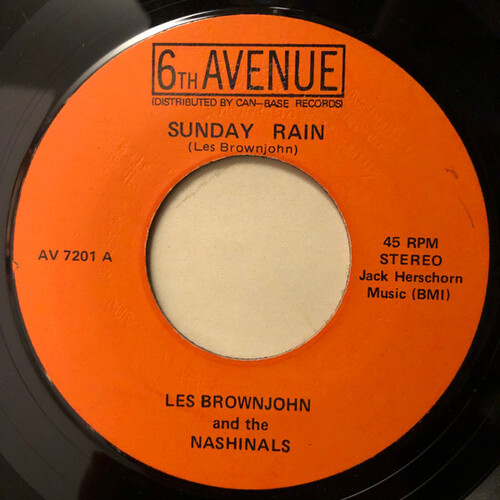 6TH AVENUE
(DISTRIBUTED BY CAN-BASE RECORDS)
SUNDAY RAIN
(Les Brownjohn)
AV 7201 A
45 RPM
STEREO
Jack Herschorn
Music (BMI)
LES BROWNJOHN
and the
NASHINALS